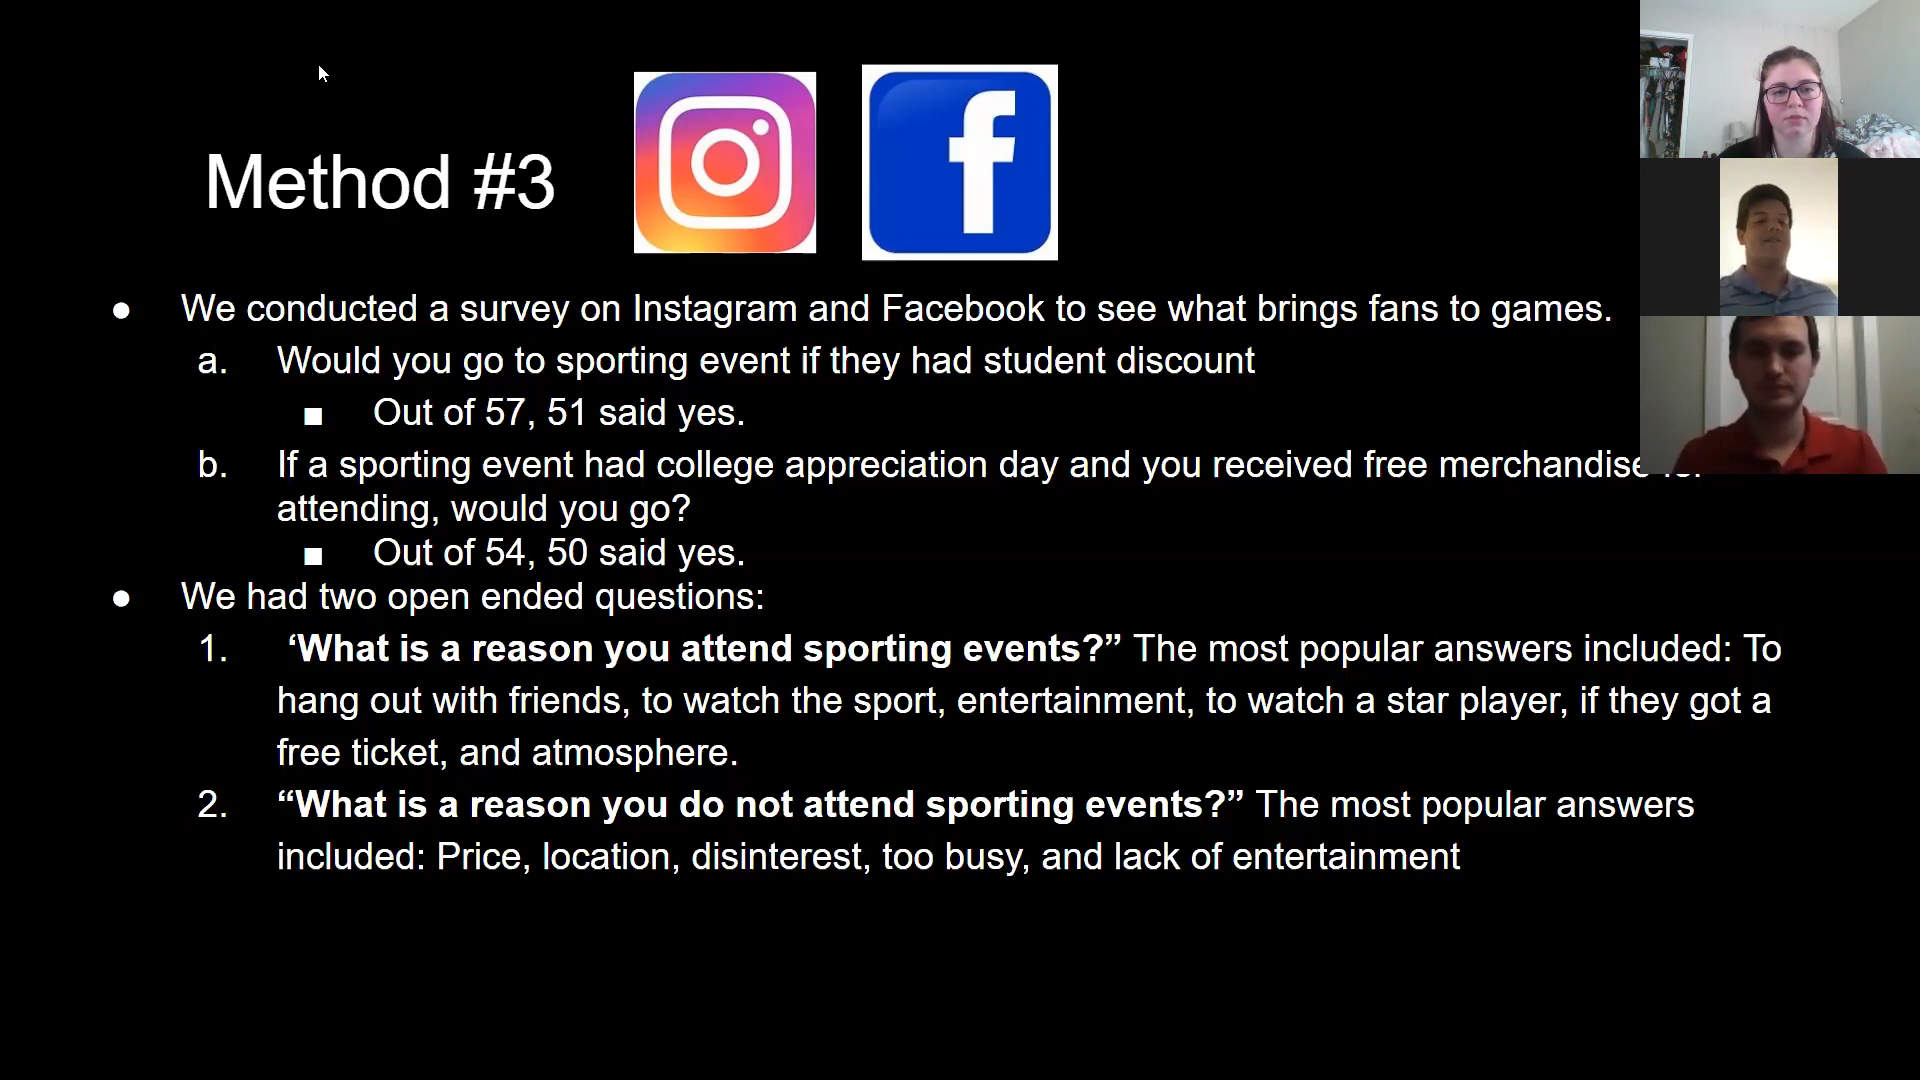 Method #3
● We conducted a survey on Instagram and Facebook to see what brings fans to games.
a. Would you go to sporting event if they had student discount
■ Out of 57, 51 said yes.
b. If a sporting event had college appreciation day and you received free merchandise
attending, would you go?
■ Out of 54, 50 said yes.
● We had two open ended questions:
1. ‘What is a reason you attend sporting events?” The most popular answers included: To
hang out with friends, to watch the sport, entertainment, to watch a star player, if they got a
free ticket, and atmosphere.
2. “What is a reason you do not attend sporting events?” The most popular answers
included: Price, location, disinterest, too busy, and lack of entertainment